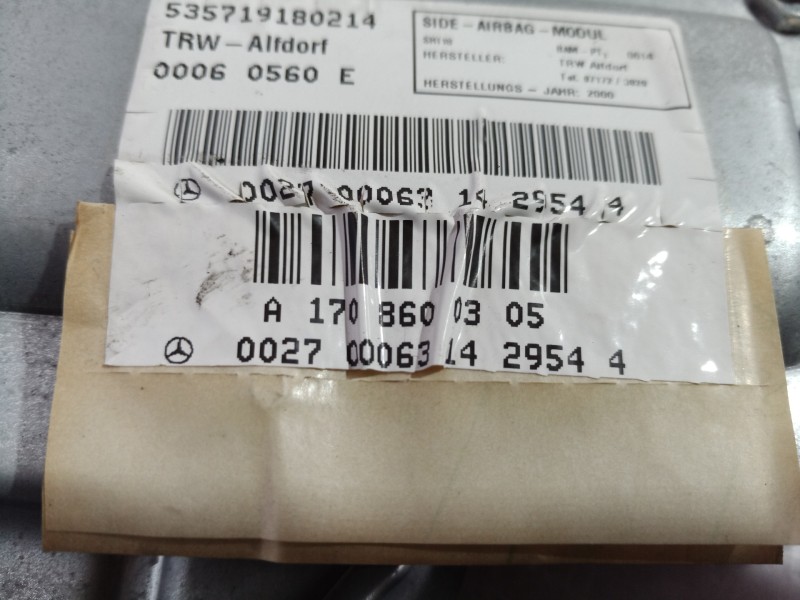 535719180214
TRW-Alfdorf
0006 0560 E
SIDE-AIRBAG-MODUL
HERSTELLER:
TRW Alfdorf
HERSTELLUNGS-JAHR: 2000
0027 00063 14 2954 4
A 170 860 03 05
0027 00063 14 2954 4